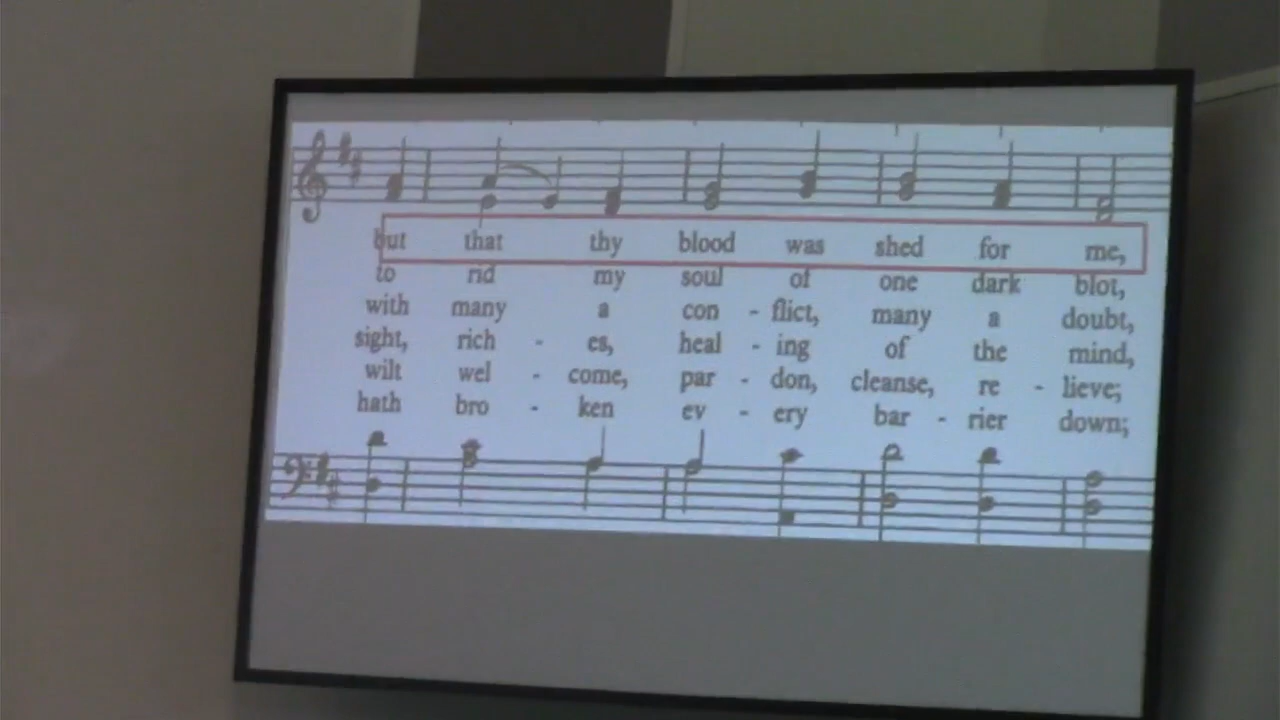 but that thy blood was shed for me,
to rid my soul of one dark blot,
with many a con - flict, many a doubt,
sight, rich - es, heal - ing of the mind,
wilt wel - come, par - don, cleanse, re - lieve;
hath bro - ken ev - ery bar - rier down;